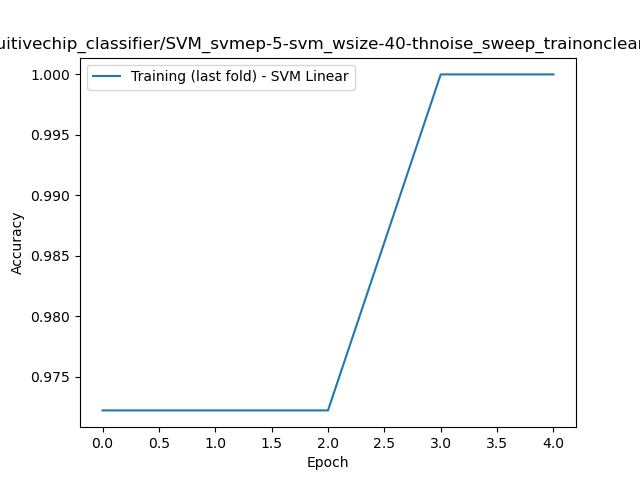 uitivechip_classifier/SVM_svmep-5-svm_wsize-40-thnoise_sweep_trainonclean
Training (last fold) - SVM Linear
1.000
0.995
0.990
0.985
0.980
0.975
Accuracy
0.0 0.5 1.0 1.5 2.0 2.5 3.0 3.5 4.0
Epoch